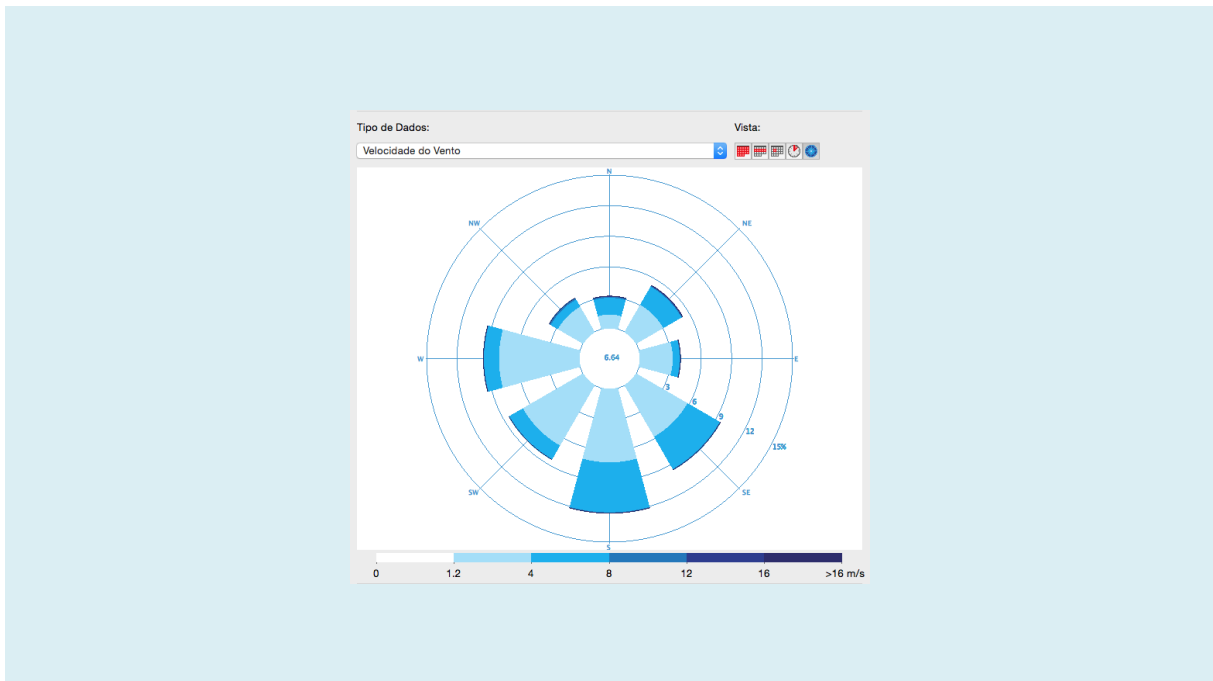 Tipo de Dados:
Vista:
Velocidade do Vento
N
NW
NE
W
6.64
E
3
6
9
12
15%
SW
SE
S
0 1.2 4 8 12 16 >16 m/s